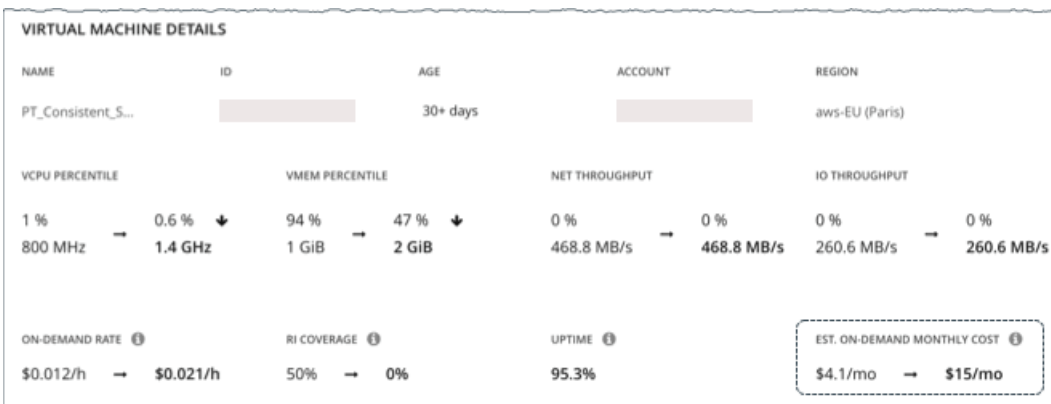 VIRTUAL MACHINE DETAILS
NAME ID AGE ACCOUNT REGION
PT_Consistent_S... 30+ days aws-EU (Paris)
VCPU PERCENTILE VMEM PERCENTILE NET THROUGHPUT IO THROUGHPUT
1 % → 0.6 % ↓ 94 % → 47 % ↓ 0 % → 0 % 0 % → 0 %
800 MHz 1.4 GHz 1 GiB 2 GiB 468.8 MB/s 468.8 MB/s 260.6 MB/s 260.6 MB/s
ON-DEMAND RATE RI COVERAGE UPTIME EST. ON-DEMAND MONTHLY COST
$0.012/h → $0.021/h 50% → 0% 95.3% $4.1/mo → $15/mo